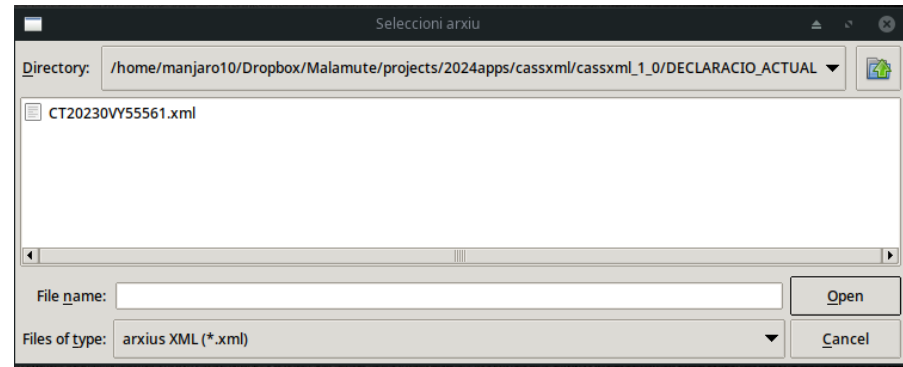 Seleccioni arxiu
Directory: /home/manjaro10/Dropbox/Malamute/projects/2024apps/cassxml/cassxml_1_0/DECLARACIO_ACTUAL
CT20230VY55561.xml
File name: Open
Files of type: arxius XML (*.xml) Cancel